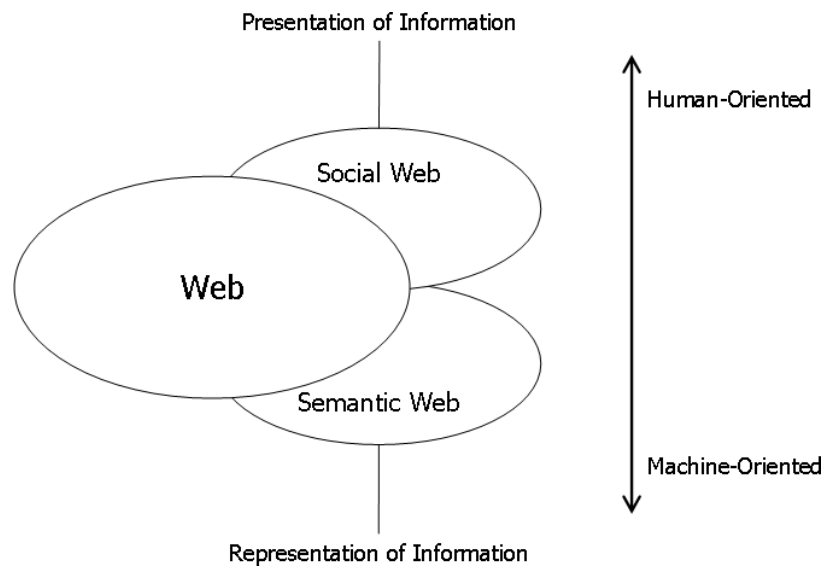 Presentation of Information
Human-Oriented
Social Web
Web
Semantic Web
Machine-Oriented
Representation of Information